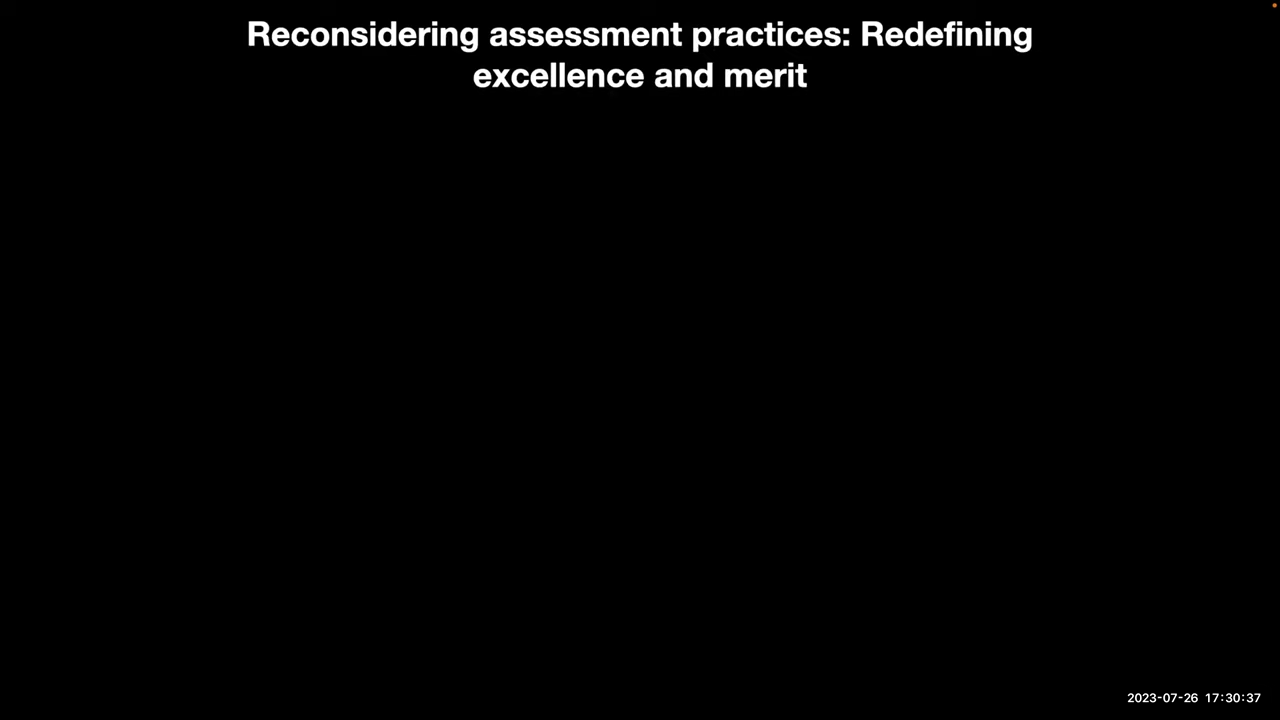 Reconsidering assessment practices: Redefining
excellence and merit
2023-07-26 17:30:37